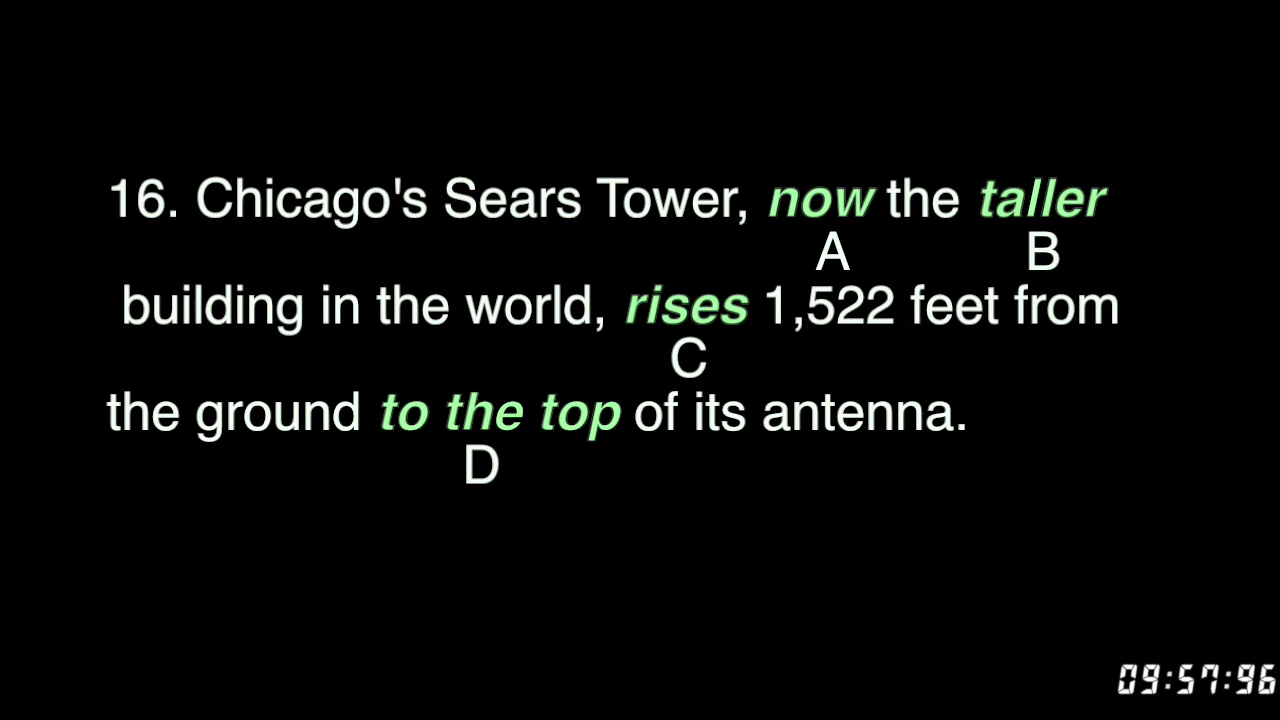 16. Chicago's Sears Tower, now the taller
A B
building in the world, rises 1,522 feet from
C
the ground to the top of its antenna.
D
09:57:96